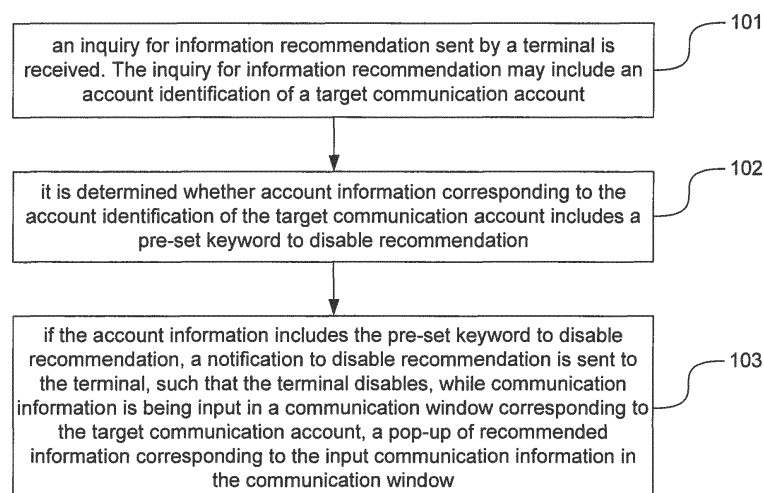 an inquiry for information recommendation sent by a terminal is
received. The inquiry for information recommendation may include an
account identification of a target communication account
101
it is determined whether account information corresponding to the
account identification of the target communication account includes a
pre-set keyword to disable recommendation
102
if the account information includes the pre-set keyword to disable
recommendation, a notification to disable recommendation is sent to
the terminal, such that the terminal disables, while communication
information is being input in a communication window corresponding to
the target communication account, a pop-up of recommended
information corresponding to the input communication information in
the communication window
103